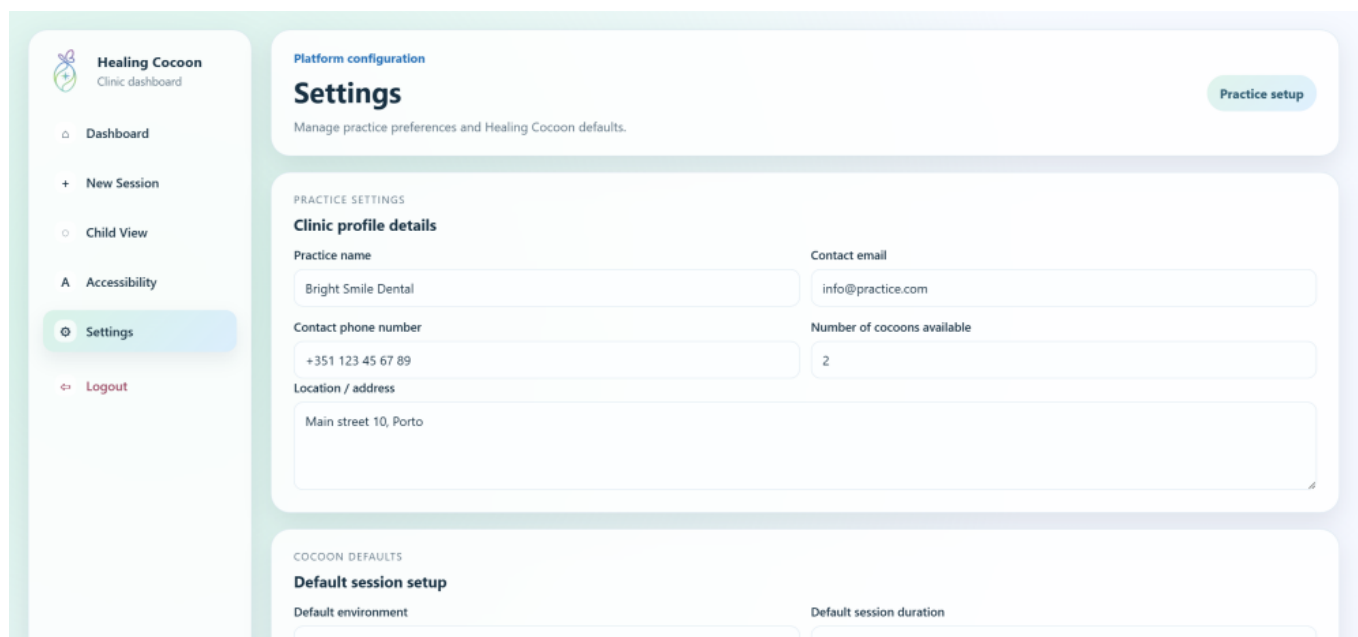 Healing Cocoon
Clinic dashboard
Dashboard
+ New Session
Child View
A Accessibility
Settings
Logout
Platform configuration
Settings
Manage practice preferences and Healing Cocoon defaults.
Practice setup
PRACTICE SETTINGS
Clinic profile details
Practice name
Contact email
Bright Smile Dental
info@practice.com
Contact phone number
Number of cocoons available
+351 123 45 67 89
2
Location / address
Main street 10, Porto
COCOON DEFAULTS
Default session setup
Default environment
Default session duration